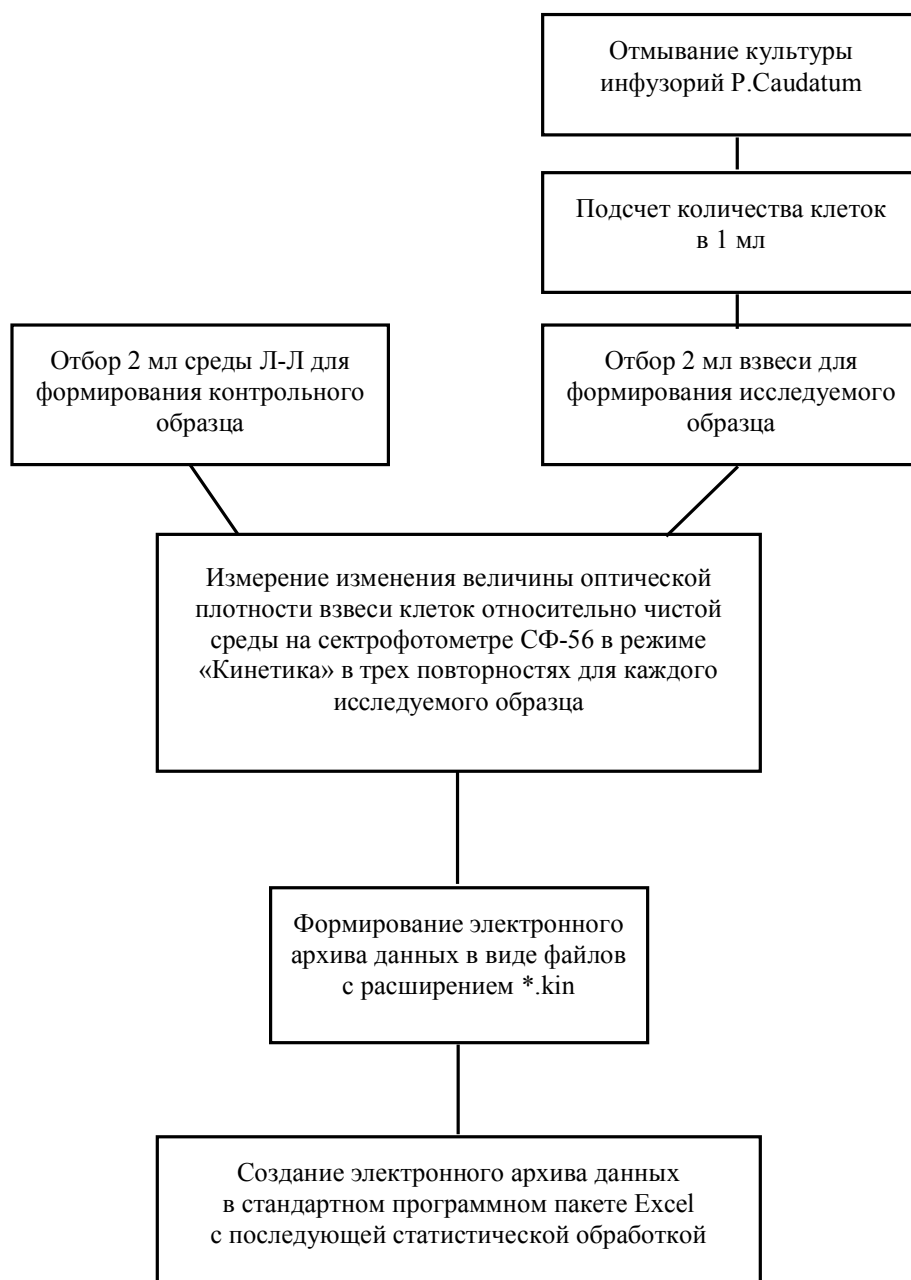 Отмывание культуры
инфузорий P.Caudatum
Подсчет количества клеток
в 1 мл
Отбор 2 мл среды Л-Л для
формирования контрольного
образца
Отбор 2 мл взвеси для
формирования исследуемого
образца
Измерение изменения величины оптической
плотности взвеси клеток относительно чистой
среды на сектрофотометре СФ-56 в режиме
«Кинетика» в трех повторностях для каждого
исследуемого образца
Формирование электронного
архива данных в виде файлов
с расширением *.kin
Создание электронного архива данных
в стандартном программном пакете Excel
с последующей статистической обработкой